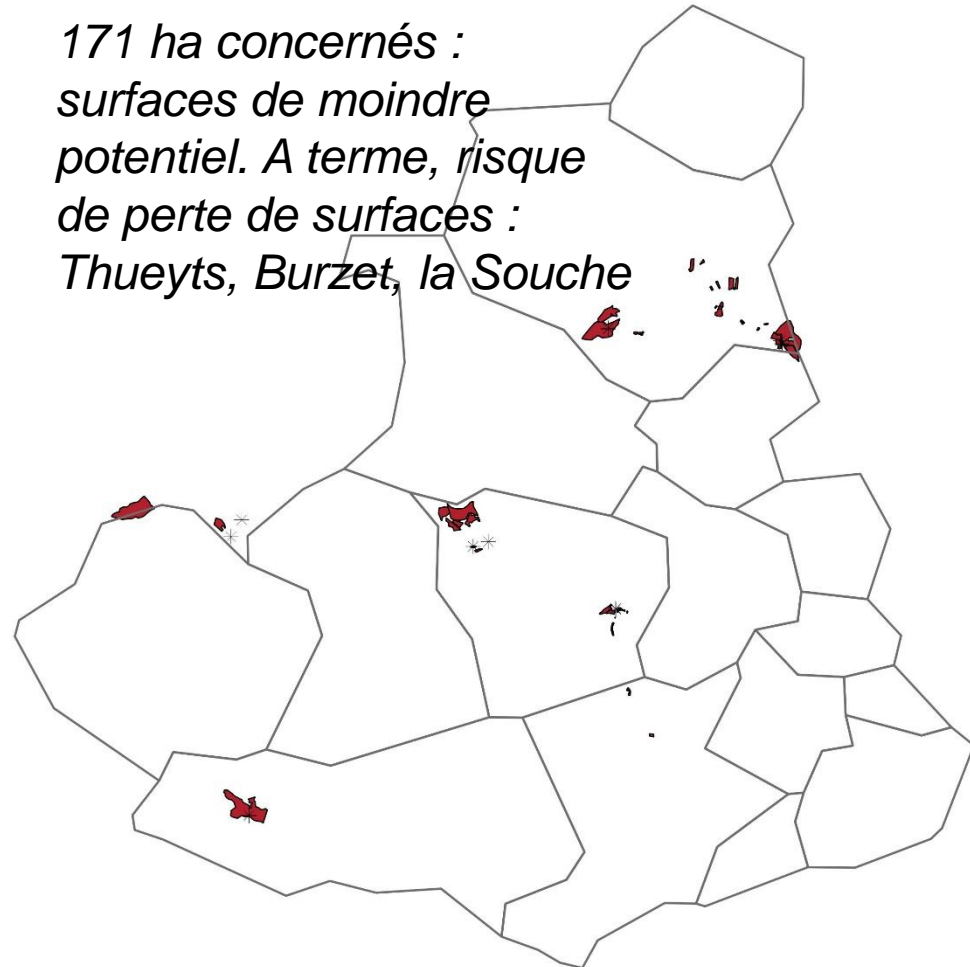 171 ha concernés :
surfaces de moindre
potentiel. A terme, risque
de perte de surfaces :
Thueyts, Burzet, la Souche